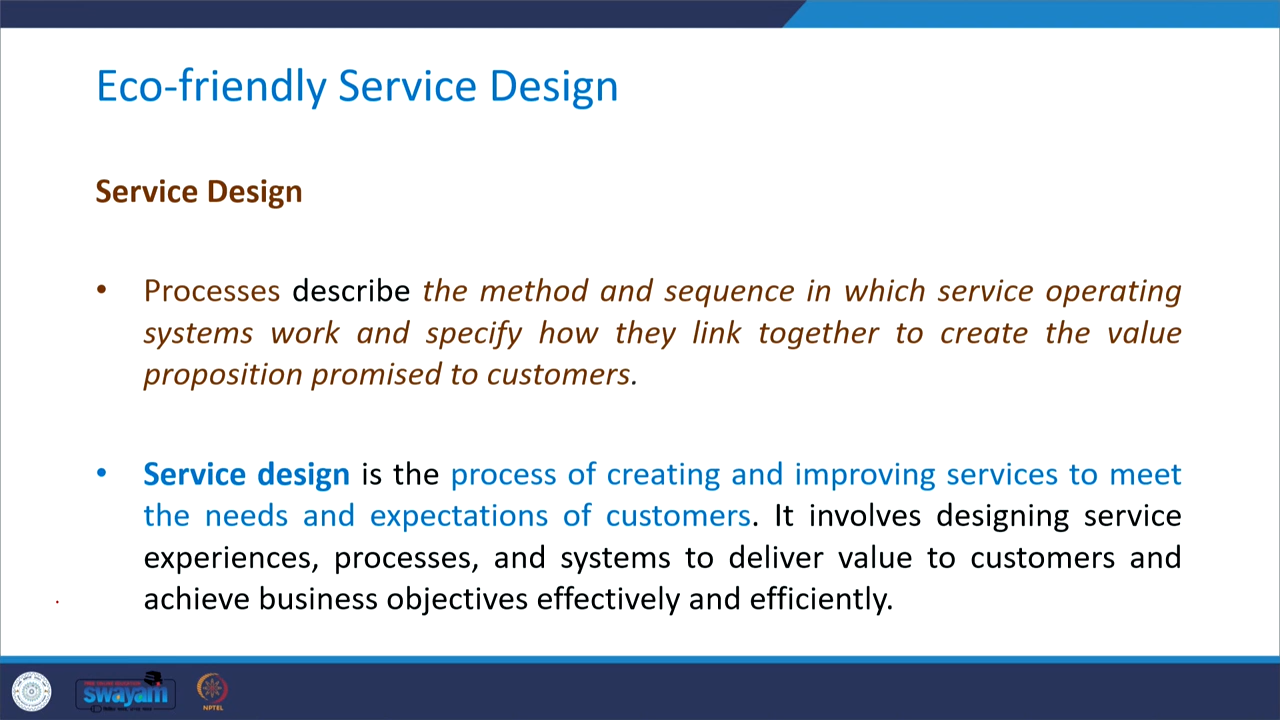 Eco-friendly Service Design
Service Design
• Processes describe the method and sequence in which service operating
systems work and specify how they link together to create the value
proposition promised to customers.
• Service design is the process of creating and improving services to meet
the needs and expectations of customers. It involves designing service
experiences, processes, and systems to deliver value to customers and
achieve business objectives effectively and efficiently.
swayam
NPTEL